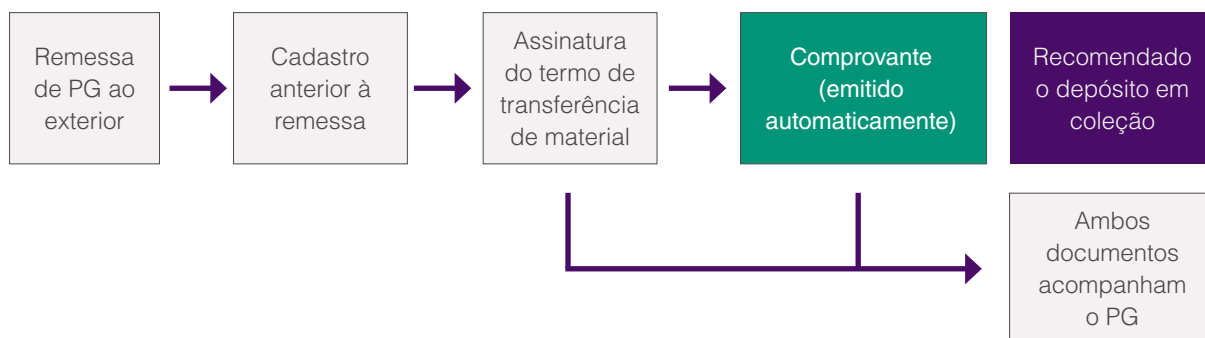 Remessa
de PG ao
exterior
Cadastro
anterior à
remessa
Assinatura
do termo de
transferência
de material
Comprovante
(emitido
automaticamente)
Recomendado
o depósito em
coleção
Ambos
documentos
acompanham
o PG